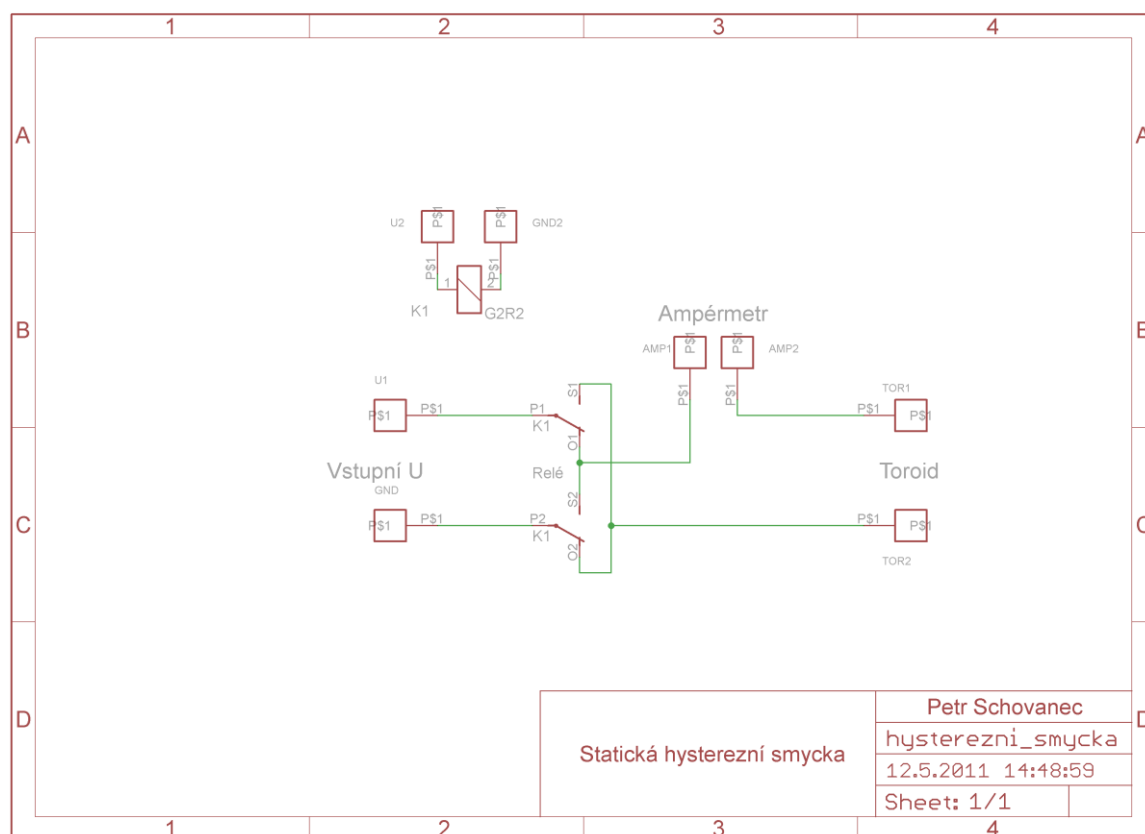 1 2 3 4
A A
P$1 P$1
U2 GND2
P$1 P$1
1 2
K1 G2R2
B B
Ampérmetr
AMP1 P$1 P$1 AMP2
P$1 P$1
U1 S1 TOR1
P$1 P$1 P1 P$1 P$1
K1
O1
Vstupní U Relé Toroid
GND S2
P$1 P$1 P2 P$1 P$1
C C
K1
O2
TOR2
D D
Petr Schovanec
Statická hysterezní smycka
hysterezni_smycka
12.5.2011 14:48:59
Sheet: 1/1
1 2 3 4